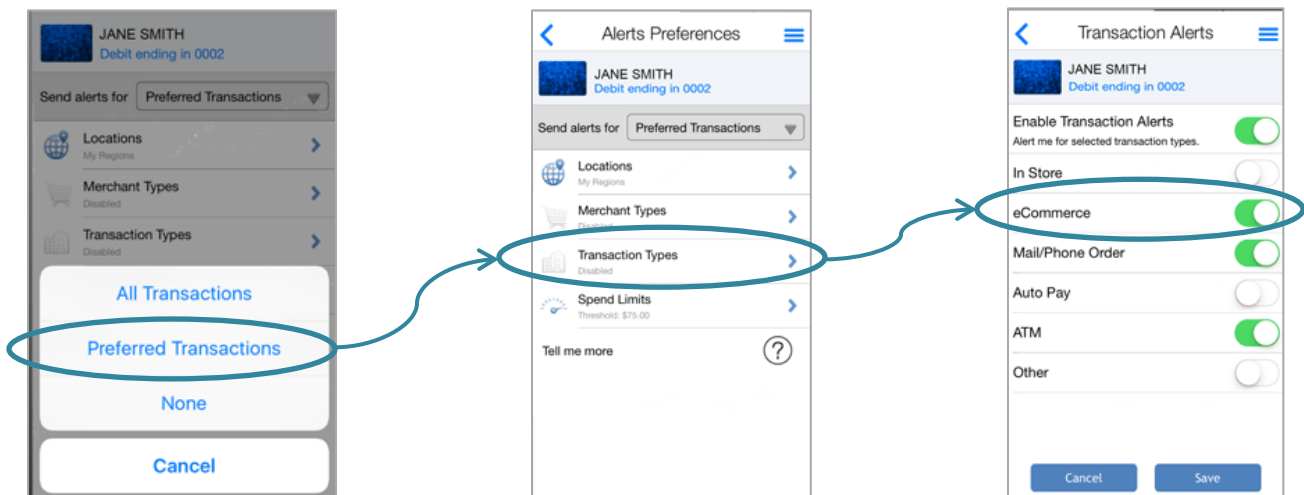 JANE SMITH
Debit ending in 0002
Send alerts for Preferred Transactions
Locations
My Regions
Merchant Types
Disabled
Transaction Types
Disabled
All Transactions
Preferred Transactions
None
Cancel
Alerts Preferences
JANE SMITH
Debit ending in 0002
Send alerts for Preferred Transactions
Locations
My Regions
Merchant Types
Disabled
Transaction Types
Disabled
Spend Limits
Threshold: $75.00
Tell me more ?
Transaction Alerts
JANE SMITH
Debit ending in 0002
Enable Transaction Alerts
Alert me for selected transaction types.
In Store
eCommerce
Mail/Phone Order
Auto Pay
ATM
Other
Cancel Save